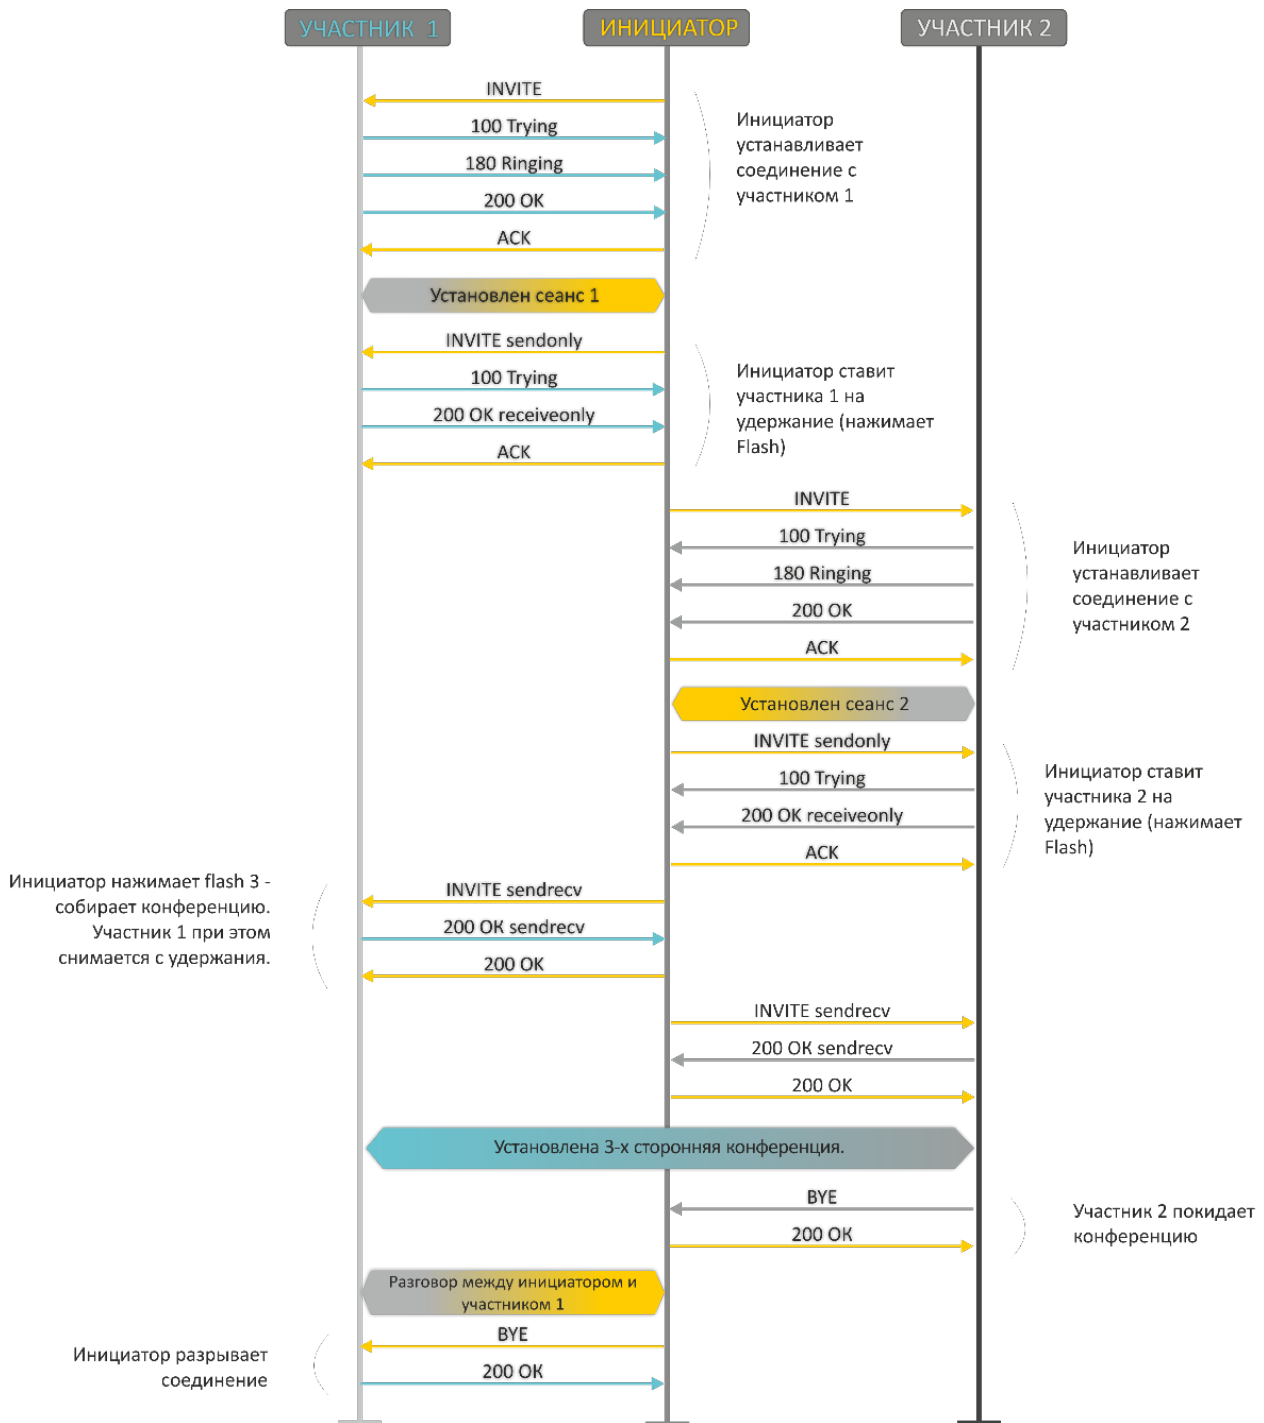 УЧАСТНИК 1
ИНИЦИАТОР
УЧАСТНИК 2
INVITE
100 Trying
180 Ringing
200 OK
ACK
Инициатор
устанавливает
соединение с
участником 1
Установлен сеанс 1
INVITE sendonly
100 Trying
200 OK receiveonly
ACK
Инициатор ставит
участника 1 на
удержание (нажимает
Flash)
INVITE
100 Trying
180 Ringing
200 OK
ACK
Инициатор
устанавливает
соединение с
участником 2
Установлен сеанс 2
INVITE sendonly
100 Trying
200 OK receiveonly
ACK
Инициатор ставит
участника 2 на
удержание (нажимает
Flash)
Инициатор нажимает flash 3 -
собирает конференцию.
Участник 1 при этом
снимается с удержания.
INVITE sendrecv
200 OK sendrecv
200 OK
INVITE sendrecv
200 OK sendrecv
200 OK
Установлена 3-х сторонняя конференция.
BYE
200 OK
Участник 2 покидает
конференцию
Разговор между инициатором и
участником 1
BYE
200 OK
Инициатор разрывает
соединение